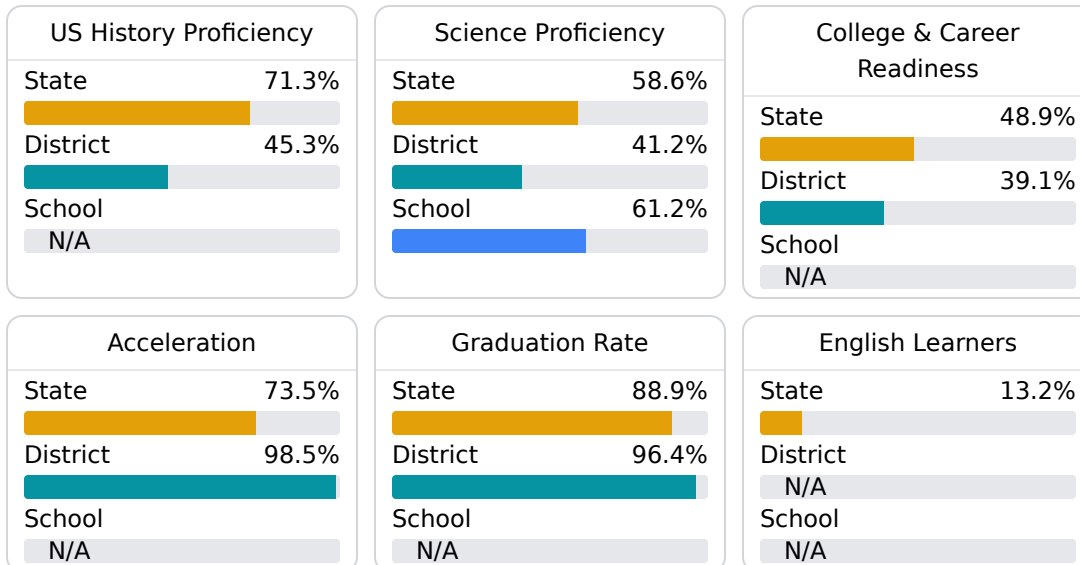 US History Proficiency
State 71.3%
District 45.3%
School
N/A
Science Proficiency
State 58.6%
District 41.2%
School 61.2%
College & Career
Readiness
State 48.9%
District 39.1%
School
N/A
Acceleration
State 73.5%
District 98.5%
School
N/A
Graduation Rate
State 88.9%
District 96.4%
School
N/A
English Learners
State 13.2%
District
N/A
School
N/A